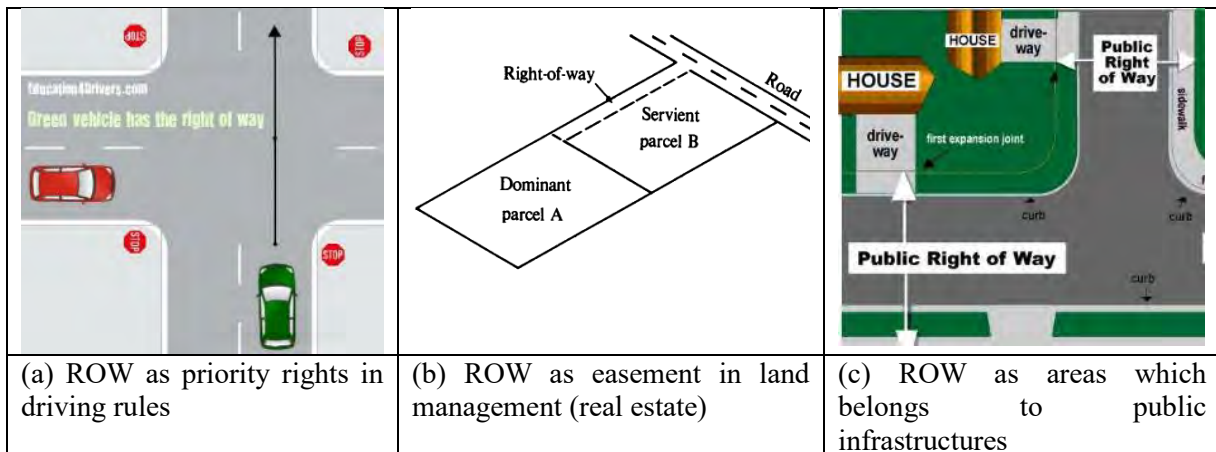 STOP
STOP
Education4Drivers.com
Green vehicle has the right of way
STOP
STOP
Right-of-way
Road
Servient
parcel B
Dominant
parcel A
HOUSE
drive-
way
Public
Right
of Way
HOUSE
sidewalk
drive-
way
first expansion joint
curb
curb
Public Right of Way
curb
(a) ROW as priority rights in
driving rules
(b) ROW as easement in land
management (real estate)
(c) ROW as areas which
belongs to public
infrastructures